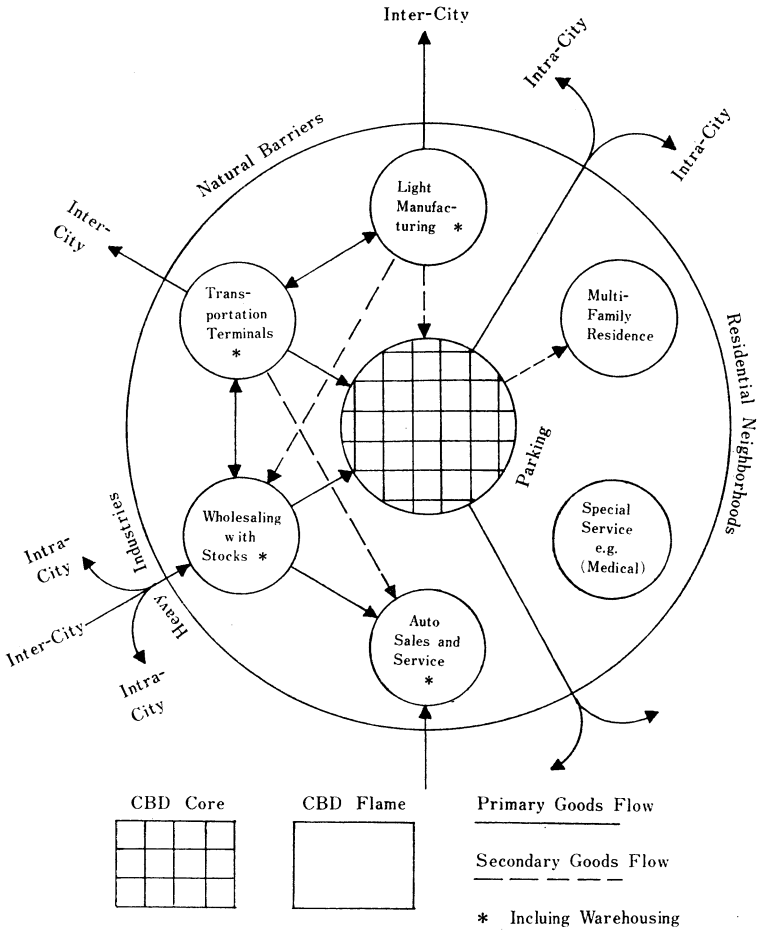 Inter-City
Intra-City
Intra-City
Natural Barriers
Inter-
City
Light
Manufac-
turing *
Trans-
portation
Terminals
*
Multi-
Family
Residence
Residential Neighborhoods
Parking
Wholesaling
with
Stocks *
Special
Service
e.g.
(Medical)
Heavy Industries
Intra-
City
Inter-City
Intra-
City
Auto
Sales and
Service
*
CBD Core
CBD Flame
Primary Goods Flow
Secondary Goods Flow
* Incluing Warehousing